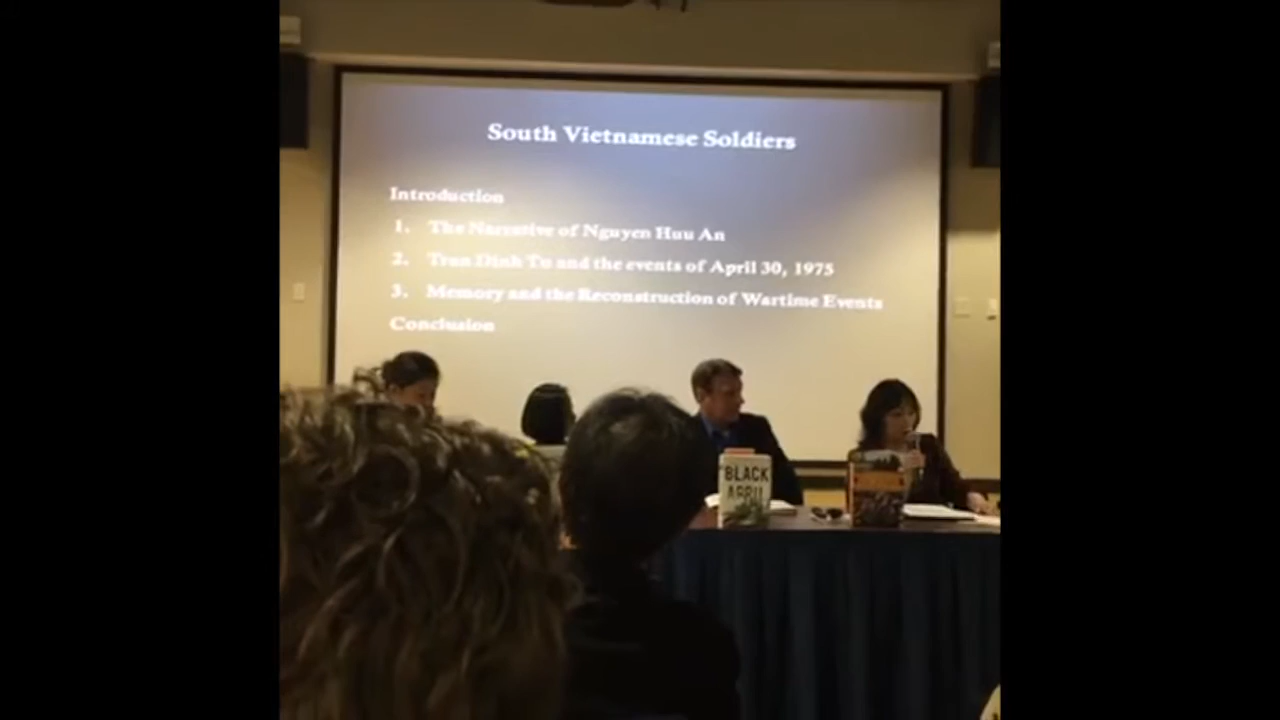 South Vietnamese Soldiers
Introduction
1. The Narrative of Nguyen Huu An
2. Tran Dinh Tu and the events of April 30, 1975
3. Memory and the Reconstruction of Wartime Events
Conclusion
BLACK
APRIL